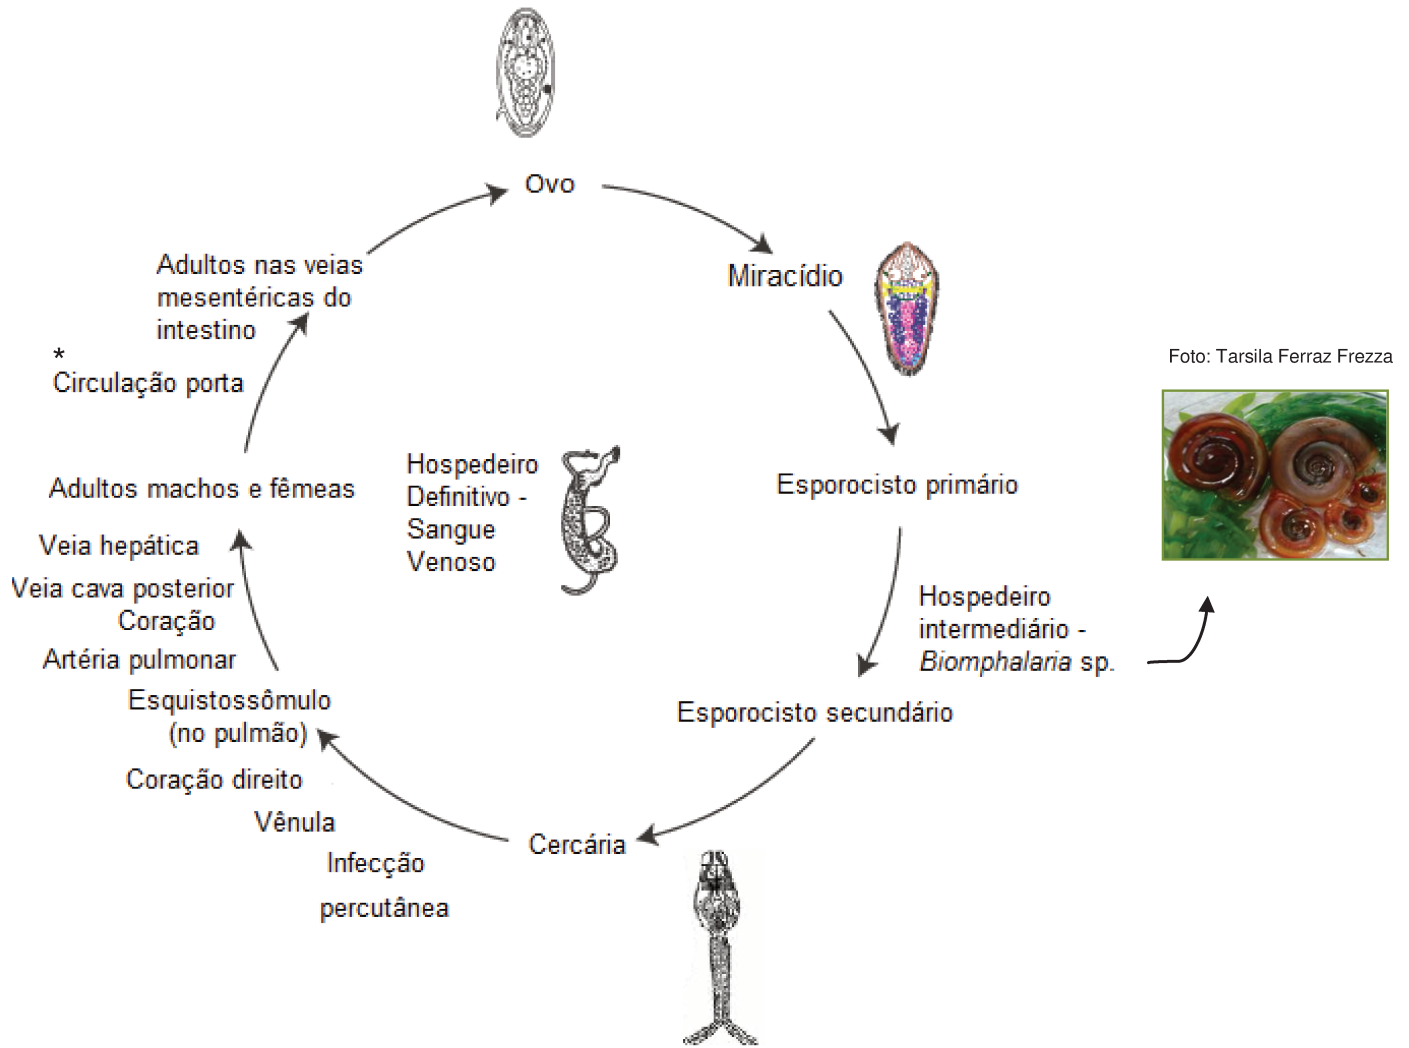 Ovo
Adultos nas veias
mesentéricas do
intestino
Miracídio
*
Circulação porta
Foto: Tarsila Ferraz Frezza
Hospedeiro
Definitivo -
Sangue
Venoso
Adultos machos e fêmeas
Esporocisto primário
Veia hepática
Veia cava posterior
Coração
Artéria pulmonar
Hospedeiro
intermediário -
Biomphalaria sp.
Esquistossômulo
(no pulmão)
Esporocisto secundário
Coração direito
Vênula
Cercária
Infecção
percutânea